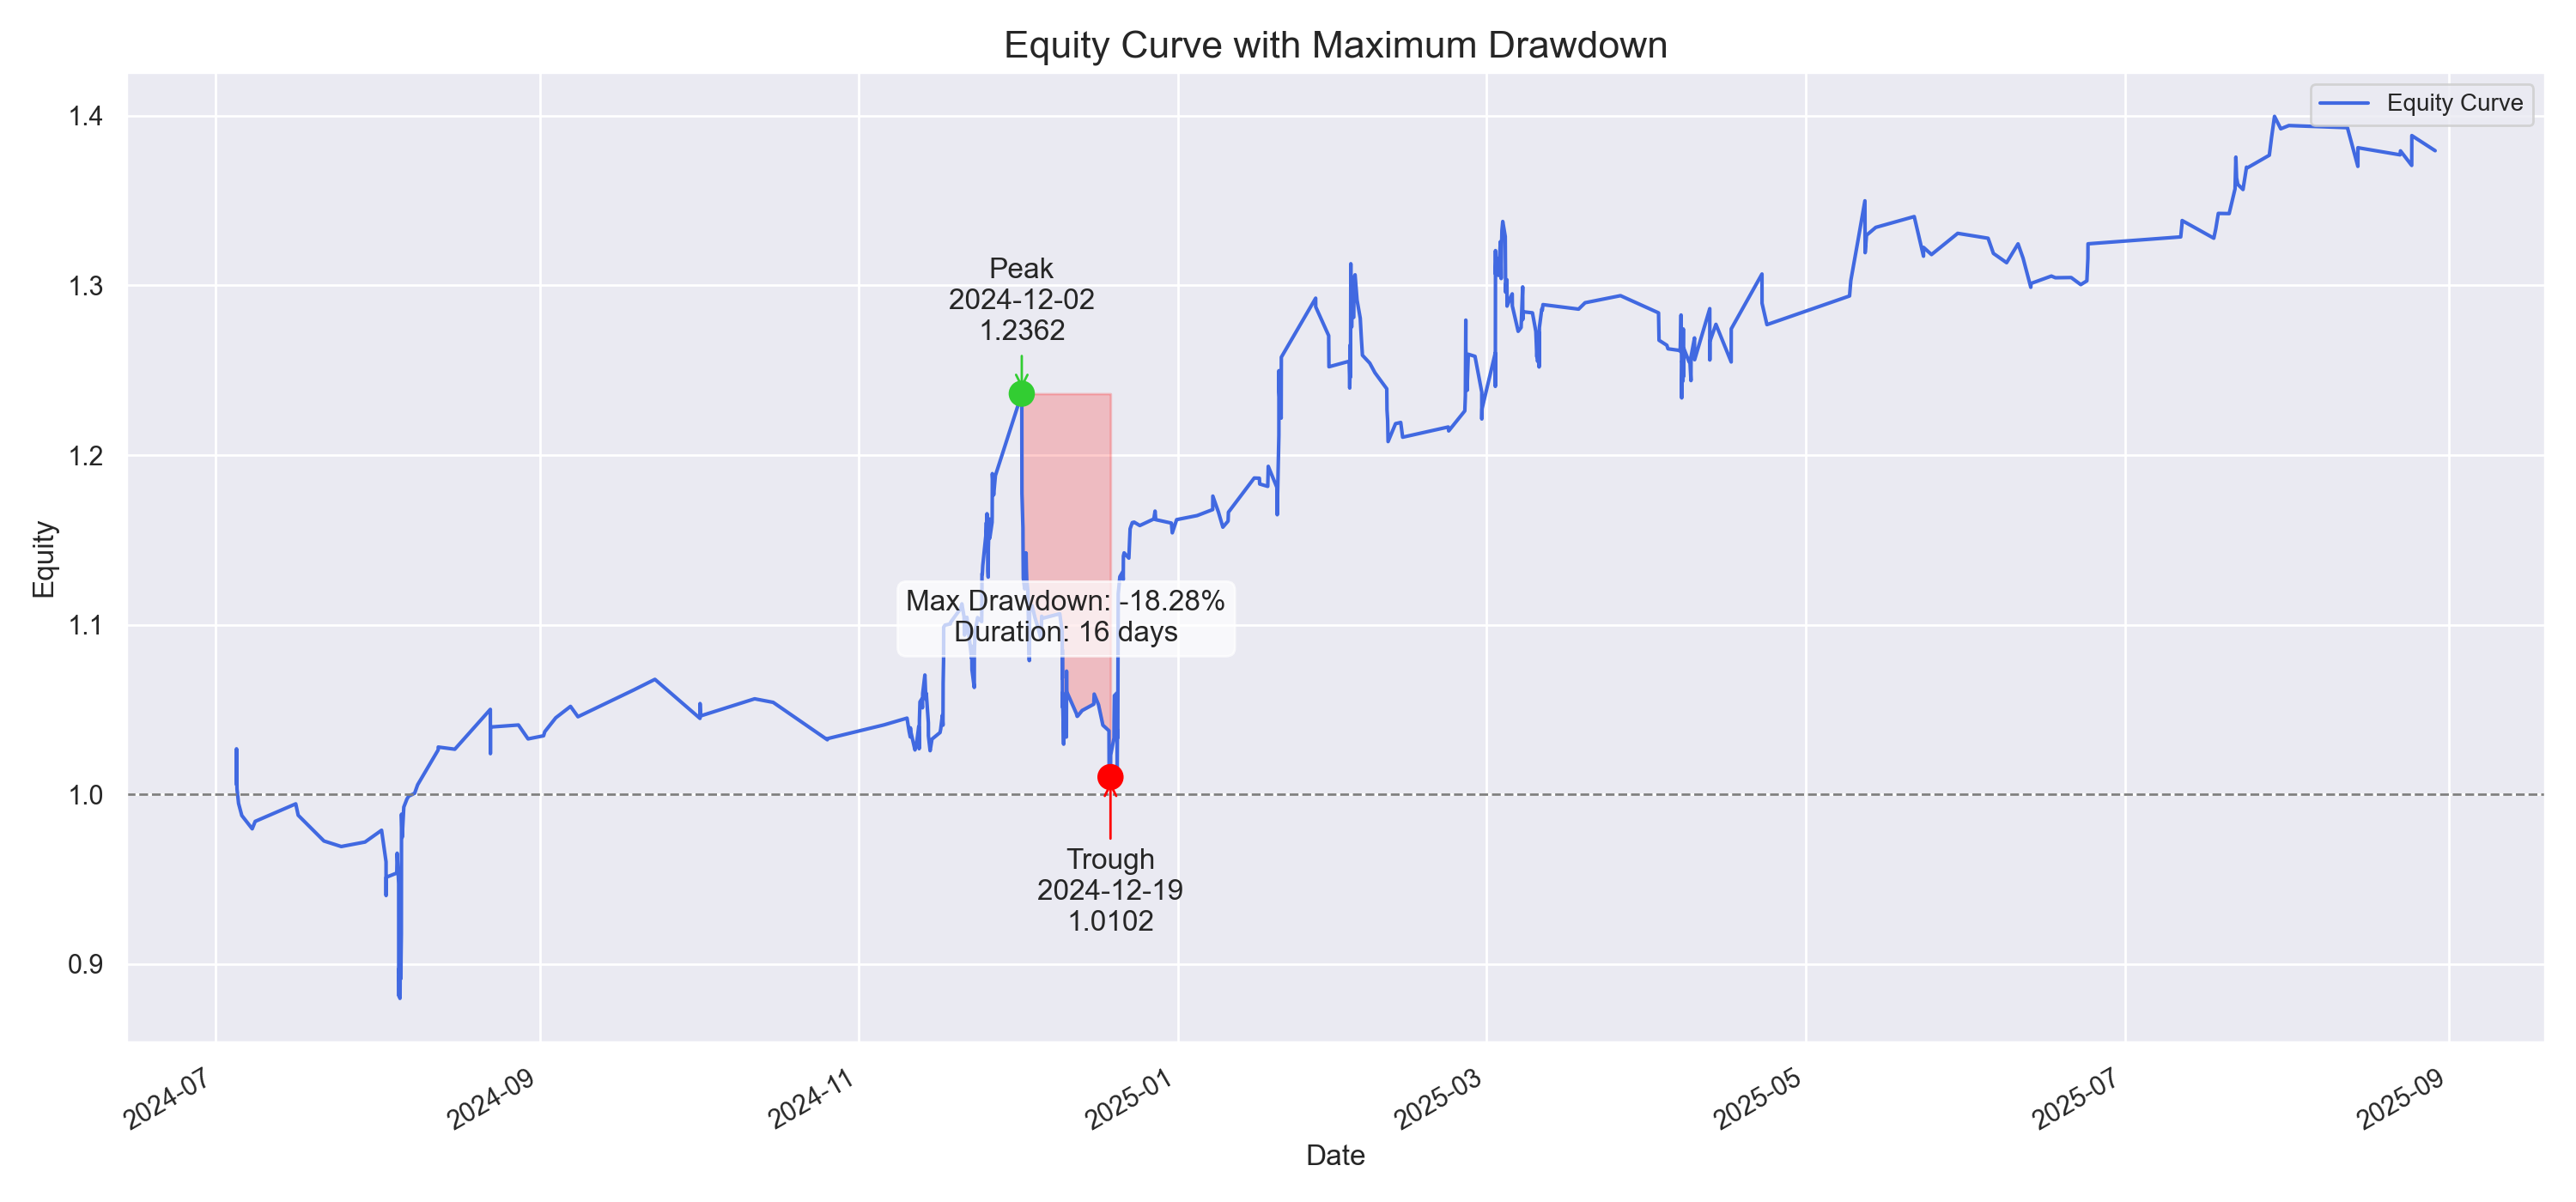 Equity Curve with Maximum Drawdown
Equity Curve
1.4
1.3
1.2
1.1
1.0
0.9
Equity
Peak
2024-12-02
1.2362
Max Drawdown: -18.28%
Duration: 16 days
Trough
2024-12-19
1.0102
2024-07
2024-09
2024-11
2025-01
2025-03
2025-05
2025-07
2025-09
Date